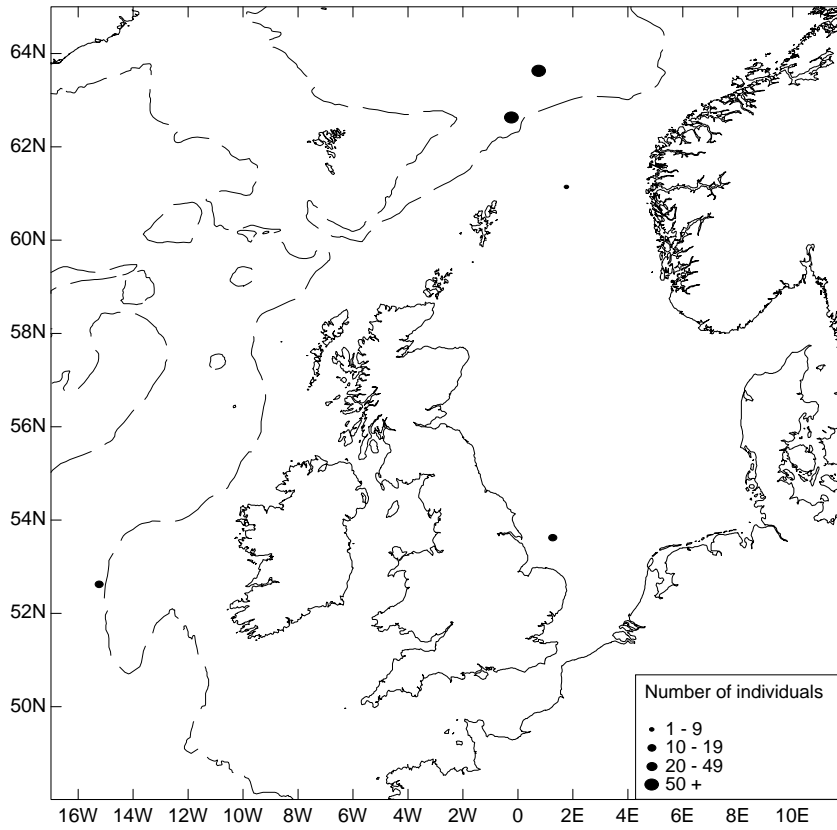 64N
62N
60N
58N
56N
54N
52N
50N
Number of individuals
1 - 9
10 - 19
20 - 49
50 +
16W 14W 12W 10W 8W 6W 4W 2W 0 2E 4E 6E 8E 10E